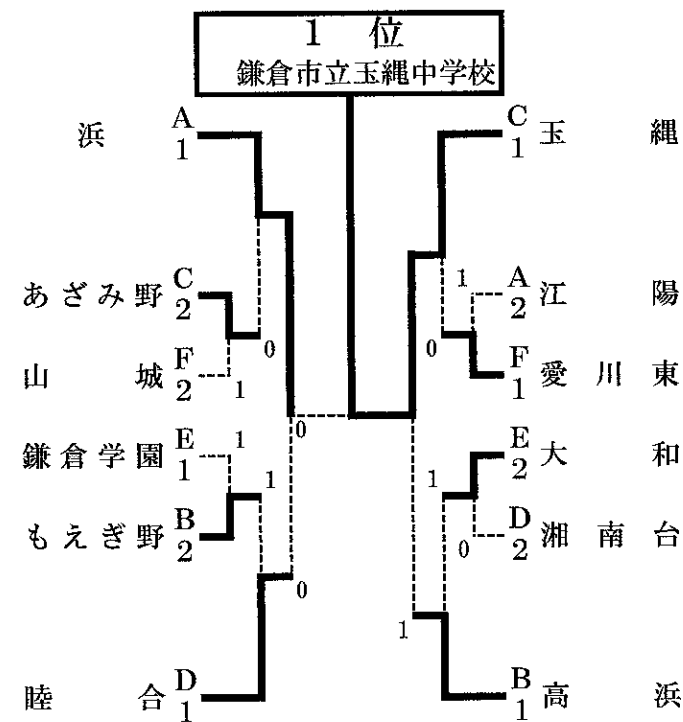 1 位
鎌倉市立玉縄中学校
浜 A 1
C 1 玉縄
あざみ野 C 2
0
1 A 2 江陽
山城 F 2
1
0 F 1 愛川東
鎌倉学園 E 1
1
0
E 2 大和
もえぎ野 B 2
1
1
0 D 2 湘南台
0
1
睦合 D 1
B 1 高浜